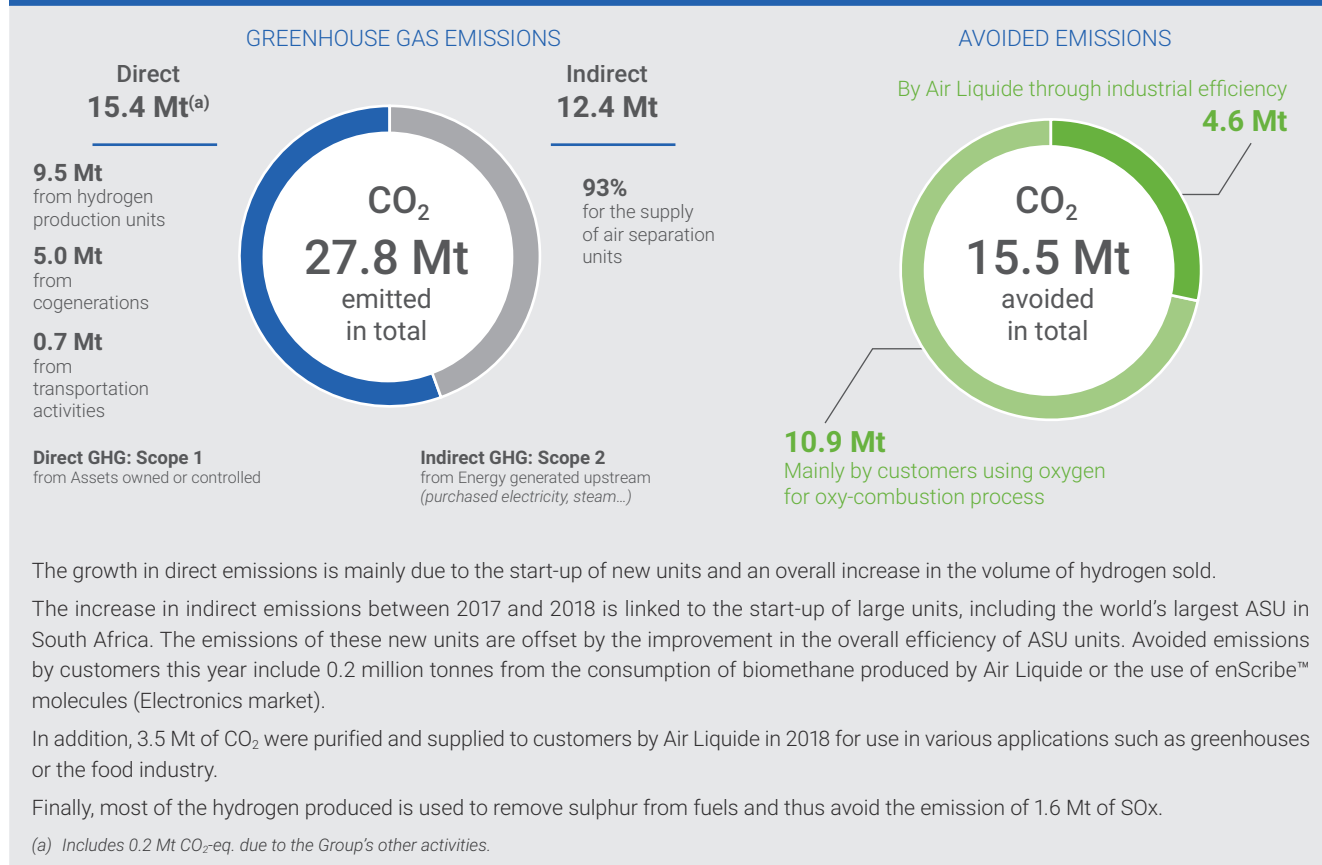 GREENHOUSE GAS EMISSIONS
Direct
15.4 Mt(a)
9.5 Mt
from hydrogen
production units
5.0 Mt
from
cogenerations
0.7 Mt
from
transportation
activities
CO₂
27.8 Mt
emitted
in total
Indirect
12.4 Mt
93%
for the supply
of air separation
units
Direct GHG: Scope 1
from Assets owned or controlled
Indirect GHG: Scope 2
from Energy generated upstream
(purchased electricity, steam...)
AVOIDED EMISSIONS
By Air Liquide through industrial efficiency
4.6 Mt
CO₂
15.5 Mt
avoided
in total
10.9 Mt
Mainly by customers using oxygen
for oxy-combustion process
The growth in direct emissions is mainly due to the start-up of new units and an overall increase in the volume of hydrogen sold.
The increase in indirect emissions between 2017 and 2018 is linked to the start-up of large units, including the world's largest ASU in
South Africa. The emissions of these new units are offset by the improvement in the overall efficiency of ASU units. Avoided emissions
by customers this year include 0.2 million tonnes from the consumption of biomethane produced by Air Liquide or the use of enScribe™
molecules (Electronics market).
In addition, 3.5 Mt of CO₂ were purified and supplied to customers by Air Liquide in 2018 for use in various applications such as greenhouses
or the food industry.
Finally, most of the hydrogen produced is used to remove sulphur from fuels and thus avoid the emission of 1.6 Mt of SOx.
(a) Includes 0.2 Mt CO₂-eq. due to the Group's other activities.